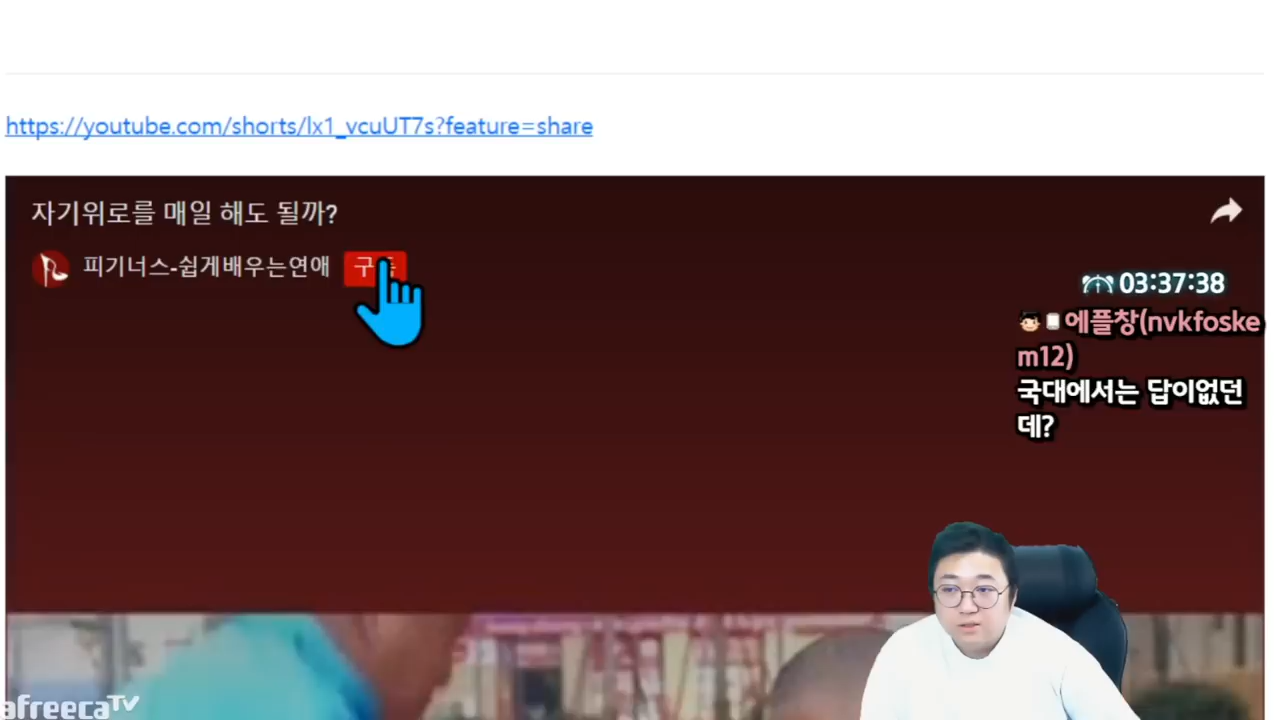 https://youtube.com/shorts/lx1_vcuUT7s?feature=share
자기위로를 매일 해도 될까?
피기너스-쉽게배우는연애
03:37:38
에플창(nvkfoske
m12)
국대에서는 답이없던
데?
afreecaTV